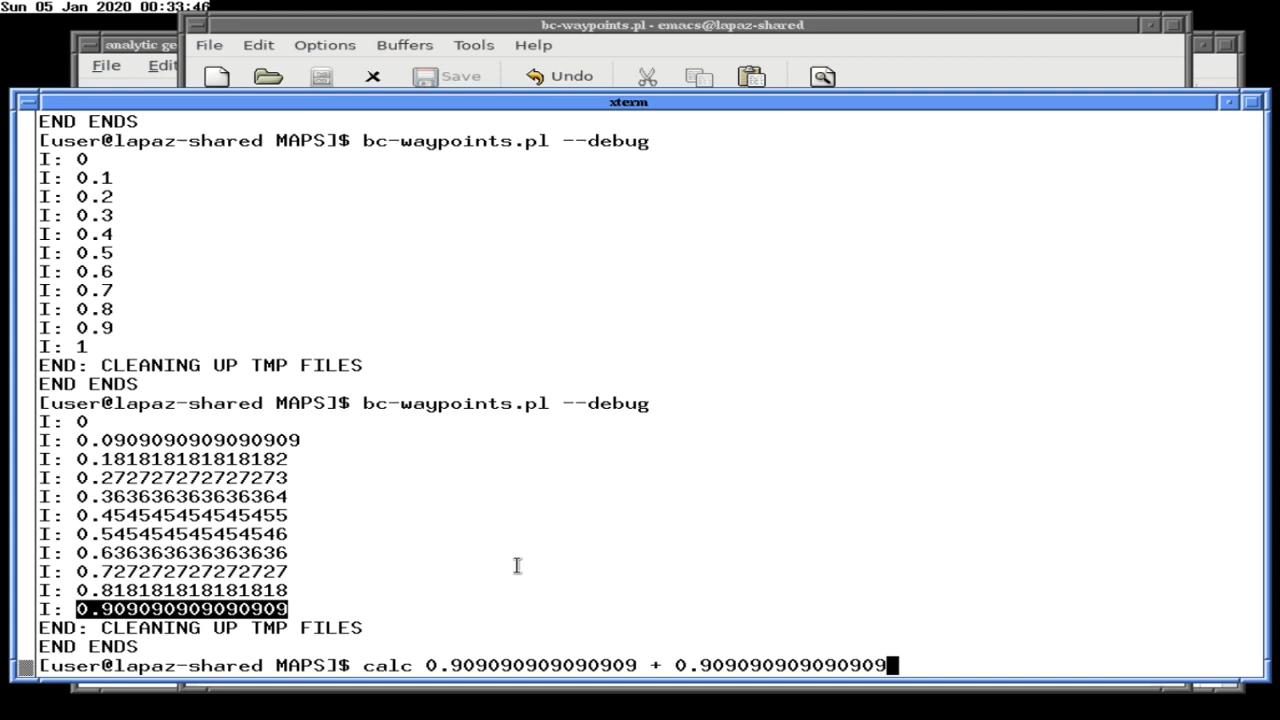 Sun 05 Jan 2020 00:33:46
bc-waypoints.pl - emacs@lapaz-shared
analytic ge
File Edit Options Buffers Tools Help
File Edit
Save Undo
xterm
END ENDS
[user@lapaz-shared MAPS]$ bc-waypoints.pl --debug
I: 0
I: 0.1
I: 0.2
I: 0.3
I: 0.4
I: 0.5
I: 0.6
I: 0.7
I: 0.8
I: 0.9
I: 1
END: CLEANING UP TMP FILES
END ENDS
[user@lapaz-shared MAPS]$ bc-waypoints.pl --debug
I: 0
I: 0.0909090909090909
I: 0.181818181818182
I: 0.272727272727273
I: 0.363636363636364
I: 0.454545454545455
I: 0.545454545454546
I: 0.636363636363636
I: 0.727272727272727
I: 0.818181818181818
I: 0.909090909090909
END: CLEANING UP TMP FILES
END ENDS
[user@lapaz-shared MAPS]$ calc 0.909090909090909 + 0.909090909090909